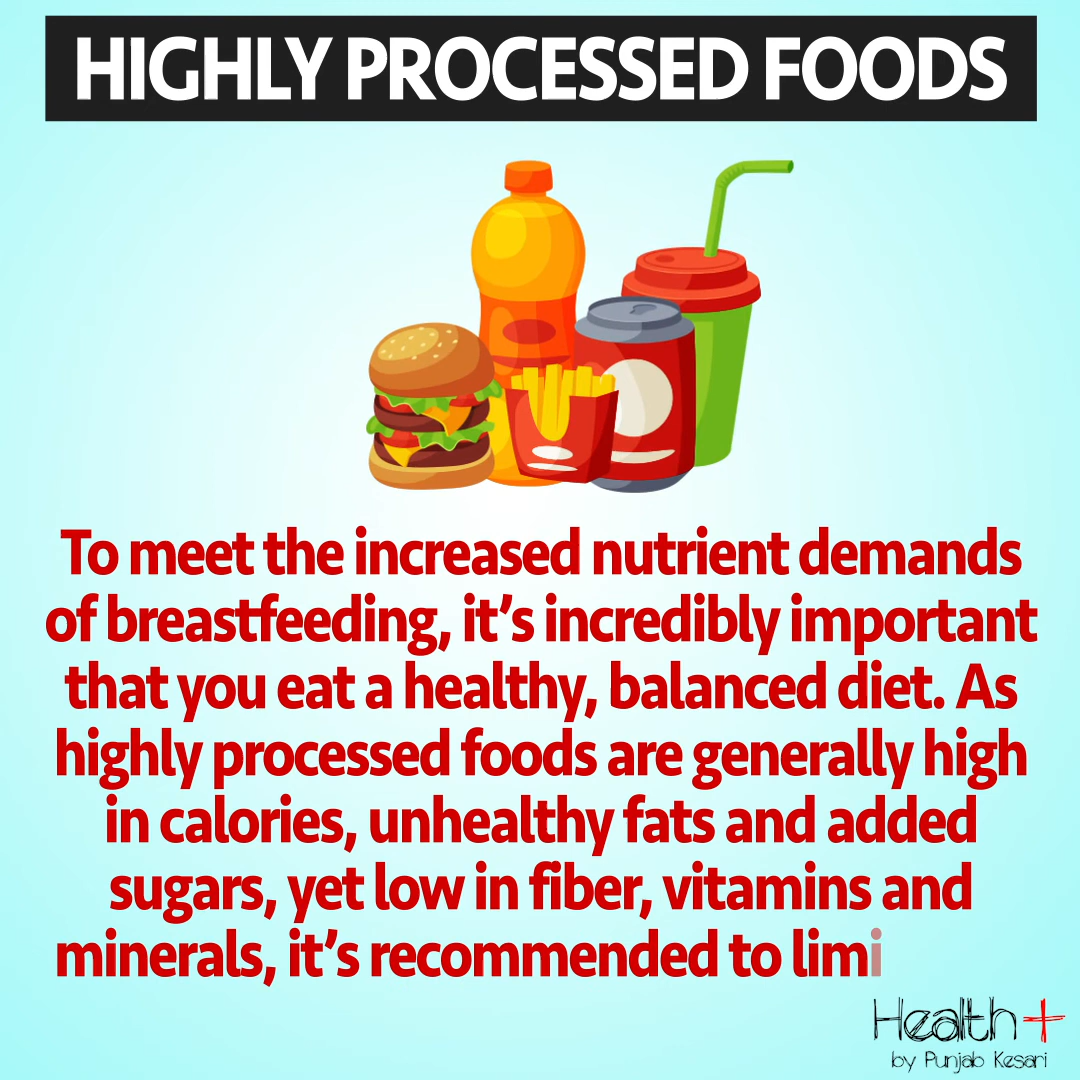 HIGHLY PROCESSED FOODS
To meet the increased nutrient demands
of breastfeeding, it’s incredibly important
that you eat a healthy, balanced diet. As
highly processed foods are generally high
in calories, unhealthy fats and added
sugars, yet low in fiber, vitamins and
minerals, it’s recommended to limi
Health+
by Punjab Kesari